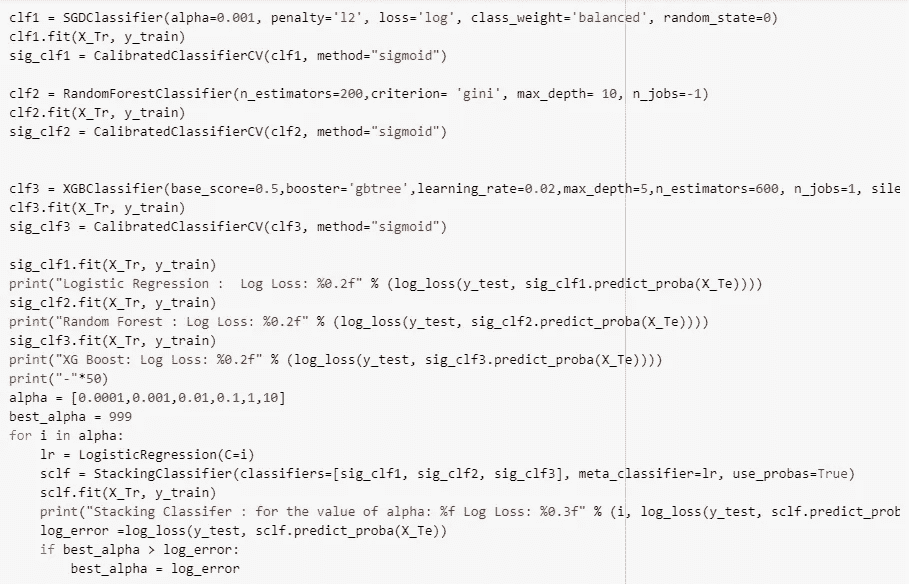 clf1 = SGDClassifier(alpha=0.001, penalty='l2', loss='log', class_weight='balanced', random_state=0)
clf1.fit(X_Tr, y_train)
sig_clf1 = CalibratedClassifierCV(clf1, method="sigmoid")
clf2 = RandomForestClassifier(n_estimators=200,criterion= 'gini', max_depth= 10, n_jobs=-1)
clf2.fit(X_Tr, y_train)
sig_clf2 = CalibratedClassifierCV(clf2, method="sigmoid")
clf3 = XGBClassifier(base_score=0.5,booster='gbtree',learning_rate=0.02,max_depth=5,n_estimators=600, n_jobs=1, sile
clf3.fit(X_Tr, y_train)
sig_clf3 = CalibratedClassifierCV(clf3, method="sigmoid")
sig_clf1.fit(X_Tr, y_train)
print("Logistic Regression :  Log Loss: %0.2f" % (log_loss(y_test, sig_clf1.predict_proba(X_Te))))
sig_clf2.fit(X_Tr, y_train)
print("Random Forest : Log Loss: %0.2f" % (log_loss(y_test, sig_clf2.predict_proba(X_Te))))
sig_clf3.fit(X_Tr, y_train)
print("XG Boost: Log Loss: %0.2f" % (log_loss(y_test, sig_clf3.predict_proba(X_Te))))
print("-"*50)
alpha = [0.0001,0.001,0.01,0.1,1,10]
best_alpha = 999
for i in alpha:
    lr = LogisticRegression(C=i)
    sclf = StackingClassifier(classifiers=[sig_clf1, sig_clf2, sig_clf3], meta_classifier=lr, use_probas=True)
    sclf.fit(X_Tr, y_train)
    print("Stacking Classifer : for the value of alpha: %f Log Loss: %0.3f" % (i, log_loss(y_test, sclf.predict_prob
    log_error =log_loss(y_test, sclf.predict_proba(X_Te))
    if best_alpha > log_error:
        best_alpha = log_error